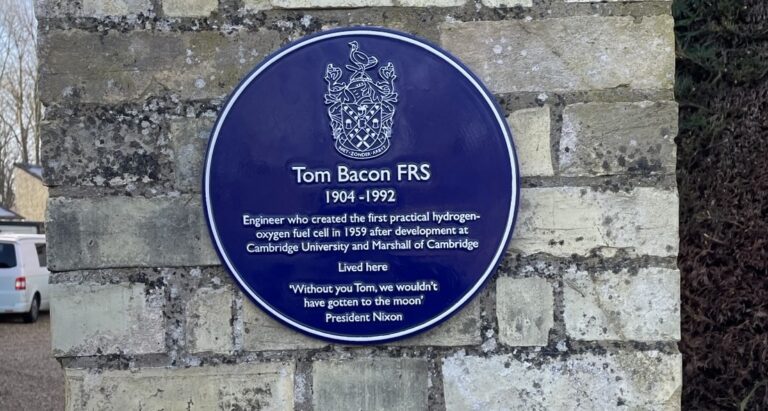 Tom Bacon FRS
1904 -1992
Engineer who created the first practical hydrogen-
oxygen fuel cell in 1959 after development at
Cambridge University and Marshall of Cambridge
Lived here
'Without you Tom, we wouldn't
have gotten to the moon'
President Nixon